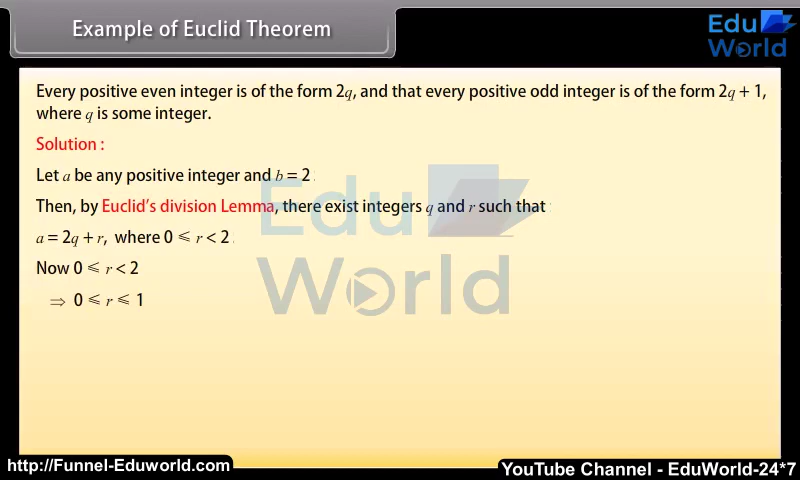 Example of Euclid Theorem
Edu
World
Every positive even integer is of the form 2q, and that every positive odd integer is of the form 2q + 1,
where q is some integer.
Solution :
Let a be any positive integer and b = 2
Then, by Euclid's division Lemma, there exist integers q and r such that
a = 2q + r, where 0 ⩽ r < 2
Now 0 ⩽ r < 2
⇒ 0 ⩽ r ⩽ 1
Edu
World
http://Funnel-Eduworld.com
YouTube Channel - EduWorld-24*7